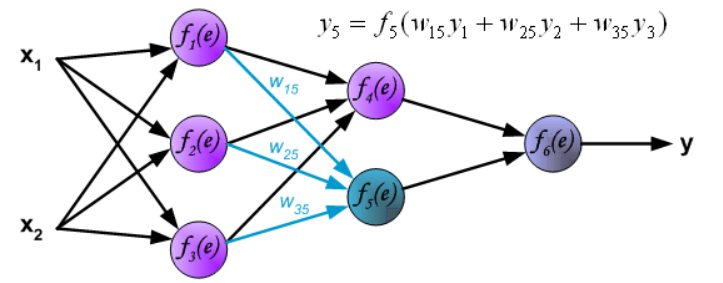 y₅ = f₅(w₁₅y₁ + w₂₅y₂ + w₃₅y₃)
f₁(e)
x₁
w₁₅
f₄(e)
f₂(e)
w₂₅
f₆(e)
y
f₅(e)
w₃₅
x₂
f₃(e)